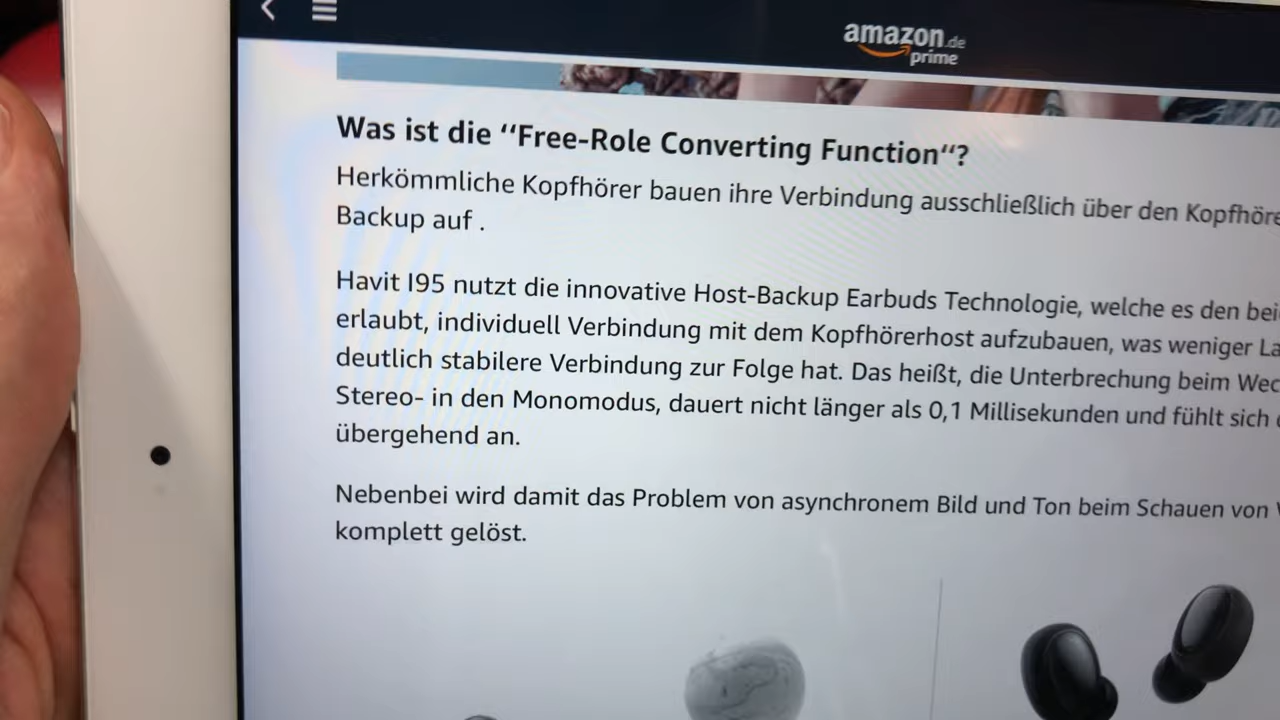 amazon.de
prime
Was ist die “Free-Role Converting Function“?
Herkömmliche Kopfhörer bauen ihre Verbindung ausschließlich über den
Backup auf .
Havit I95 nutzt die innovative Host-Backup Earbuds Technologie, welche es den
erlaubt, individuell Verbindung mit dem Kopfhörerhost aufzubauen, was weniger
deutlich stabilere Verbindung zur Folge hat. Das heißt, die Unterbrechung beim
Stereo- in den Monomodus, dauert nicht länger als 0,1 Millisekunden und fühlt sich
übergehend an.
Nebenbei wird damit das Problem von asynchronem Bild und Ton beim Schauen von
komplett gelöst.